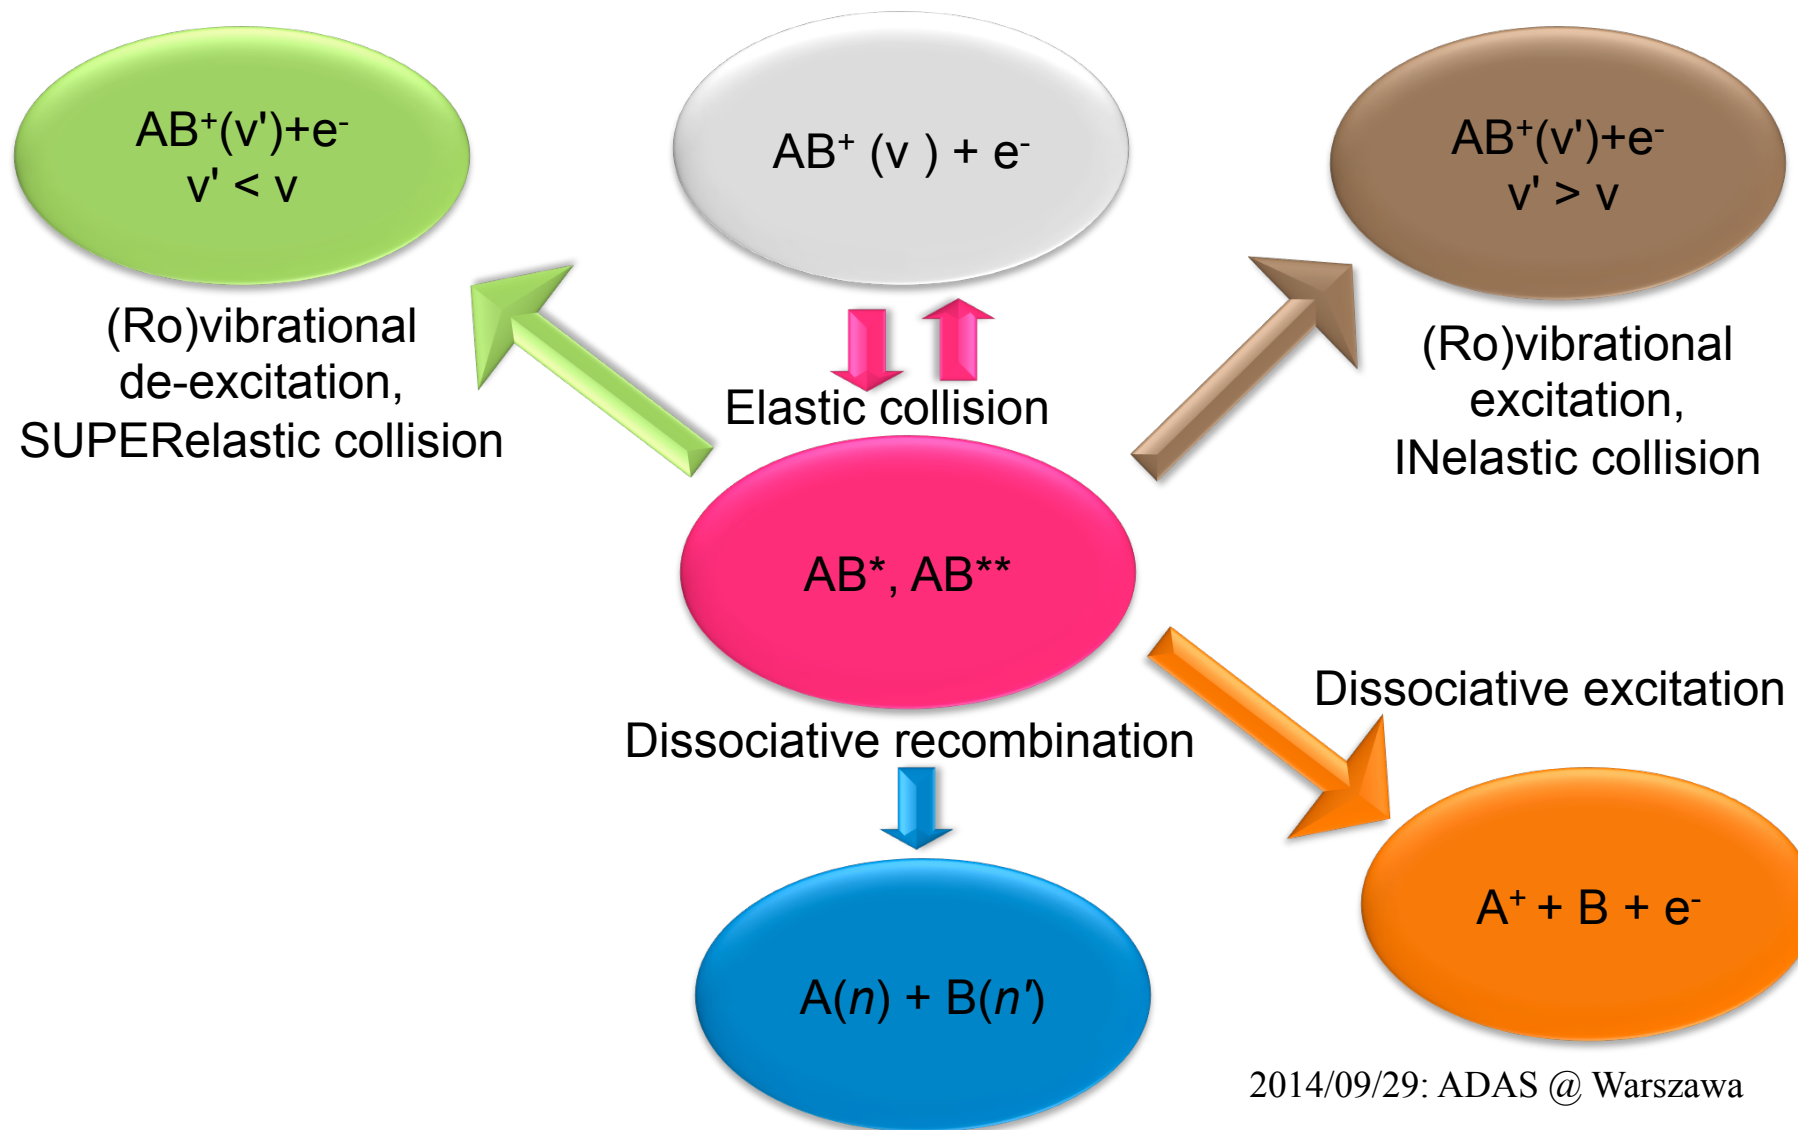 AB⁺(v')+e⁻
v' < v
AB⁺ (v ) + e⁻
AB⁺(v')+e⁻
v' > v
(Ro)vibrational
de-excitation,
SUPERelastic collision
Elastic collision
(Ro)vibrational
excitation,
INelastic collision
AB*, AB**
Dissociative excitation
Dissociative recombination
A⁺ + B + e⁻
A(n) + B(n')
2014/09/29: ADAS @ Warszawa